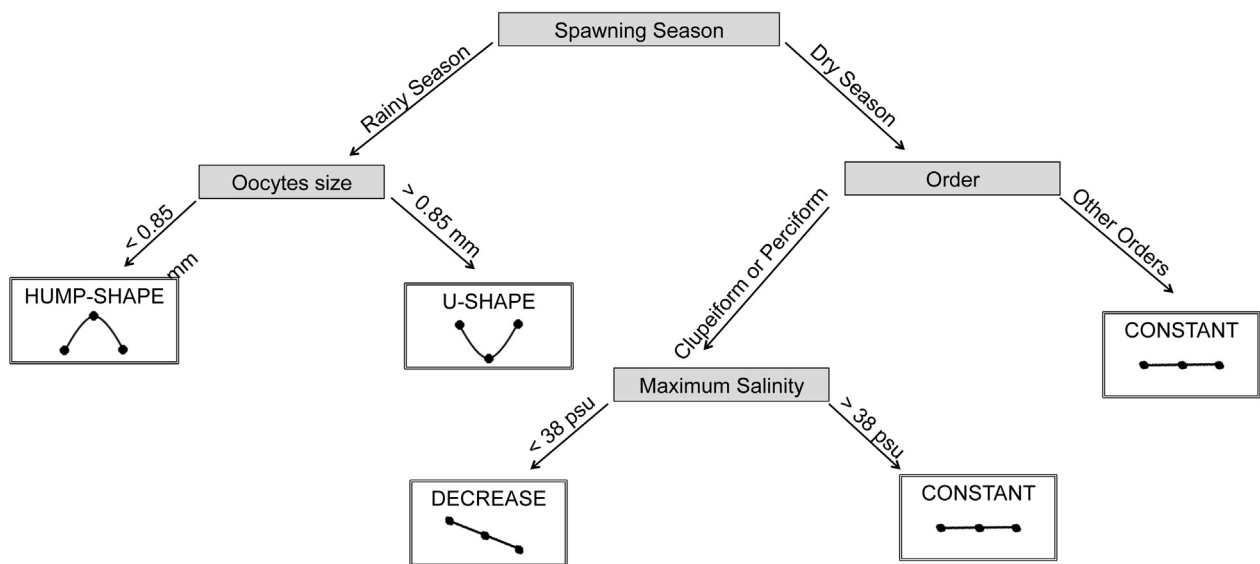 Spawning Season
Rainy Season
Dry Season
Oocytes size
Order
< 0.85
mm
> 0.85 mm
Clupeiform or Perciform
Other Orders
HUMP-SHAPE
U-SHAPE
CONSTANT
Maximum Salinity
< 38 psu
> 38 psu
DECREASE
CONSTANT